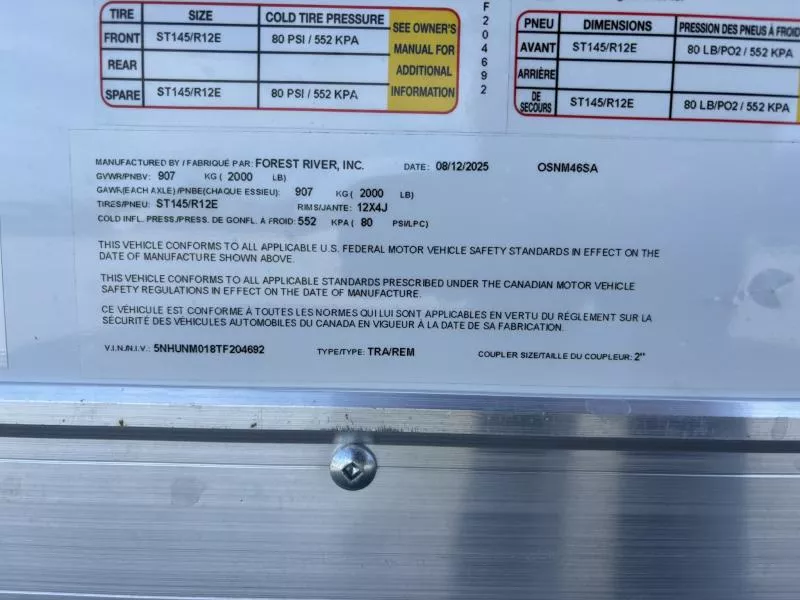 TIRE SIZE COLD TIRE PRESSURE
SEE OWNER'S MANUAL FOR ADDITIONAL INFORMATION
FRONT ST145/R12E 80 PSI / 552 KPA
REAR
SPARE ST145/R12E 80 PSI / 552 KPA
F204692
PNEU DIMENSIONS PRESSION DES PNEUS À FROID
AVANT ST145/R12E 80 LB/PO2 / 552 KPA
ARRIÈRE
DE SECOURS ST145/R12E 80 LB/PO2 / 552 KPA
MANUFACTURED BY / FABRIQUÉ PAR: FOREST RIVER, INC. DATE: 08/12/2025 OSNM46SA
GVWR/PNBV: 907 KG ( 2000 LB)
GAWR(EACH AXLE)/PNBE(CHAQUE ESSIEU): 907 KG ( 2000 LB)
TIRES/PNEU: ST145/R12E RIMS/JANTE: 12X4J
COLD INFL. PRESS./PRESS. DE GONFL. A FROID: 552 KPA ( 80 PSI/LPC)
THIS VEHICLE CONFORMS TO ALL APPLICABLE U.S. FEDERAL MOTOR VEHICLE SAFETY STANDARDS IN EFFECT ON THE
DATE OF MANUFACTURE SHOWN ABOVE.
THIS VEHICLE CONFORMS TO ALL APPLICABLE STANDARDS PRESCRIBED UNDER THE CANADIAN MOTOR VEHICLE
SAFETY REGULATIONS IN EFFECT ON THE DATE OF MANUFACTURE.
CE VÉHICULE EST CONFORME À TOUTES LES NORMES QUI LUI SONT APPLICABLES EN VERTU DU RÉGLEMENT SUR LA
SÉCURITÉ DES VÉHICULES AUTOMOBILES DU CANADA EN VIGUEUR À LA DATE DE SA FABRICATION.
V.I.N./N.I.V.: 5NHUNM018TF204692 TYPE/TYPE: TRA/REM COUPLER SIZE/TAILLE DU COUPLEUR: 2"